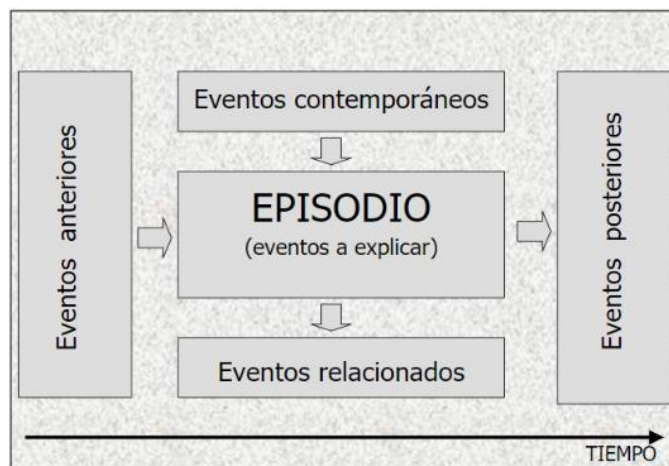 Eventos anteriores
Eventos contemporáneos
EPISODIO
(eventos a explicar)
Eventos relacionados
Eventos posteriores
TIEMPO